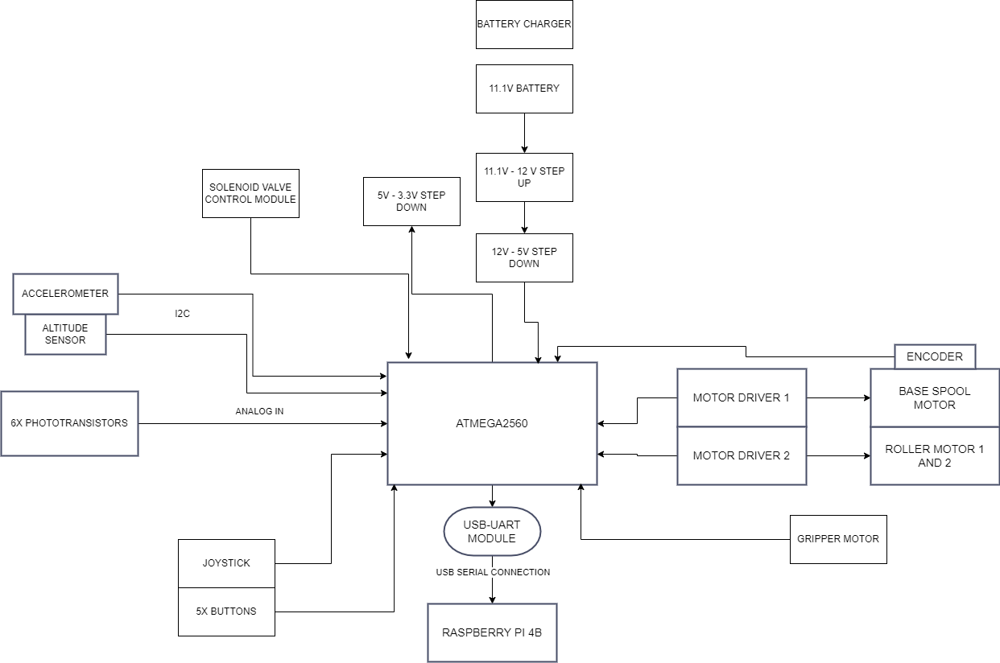 BATTERY CHARGER
11.1V BATTERY
11.1V - 12 V STEP
UP
SOLENOID VALVE
CONTROL MODULE
5V - 3.3V STEP
DOWN
12V - 5V STEP
DOWN
ACCELEROMETER
I2C
ALTITUDE
SENSOR
ENCODER
BASE SPOOL
MOTOR
MOTOR DRIVER 1
6X PHOTOTRANSISTORS
ANALOG IN
ATMEGA2560
MOTOR DRIVER 2
ROLLER MOTOR 1
AND 2
USB-UART
MODULE
GRIPPER MOTOR
JOYSTICK
USB SERIAL CONNECTION
5X BUTTONS
RASPBERRY PI 4B